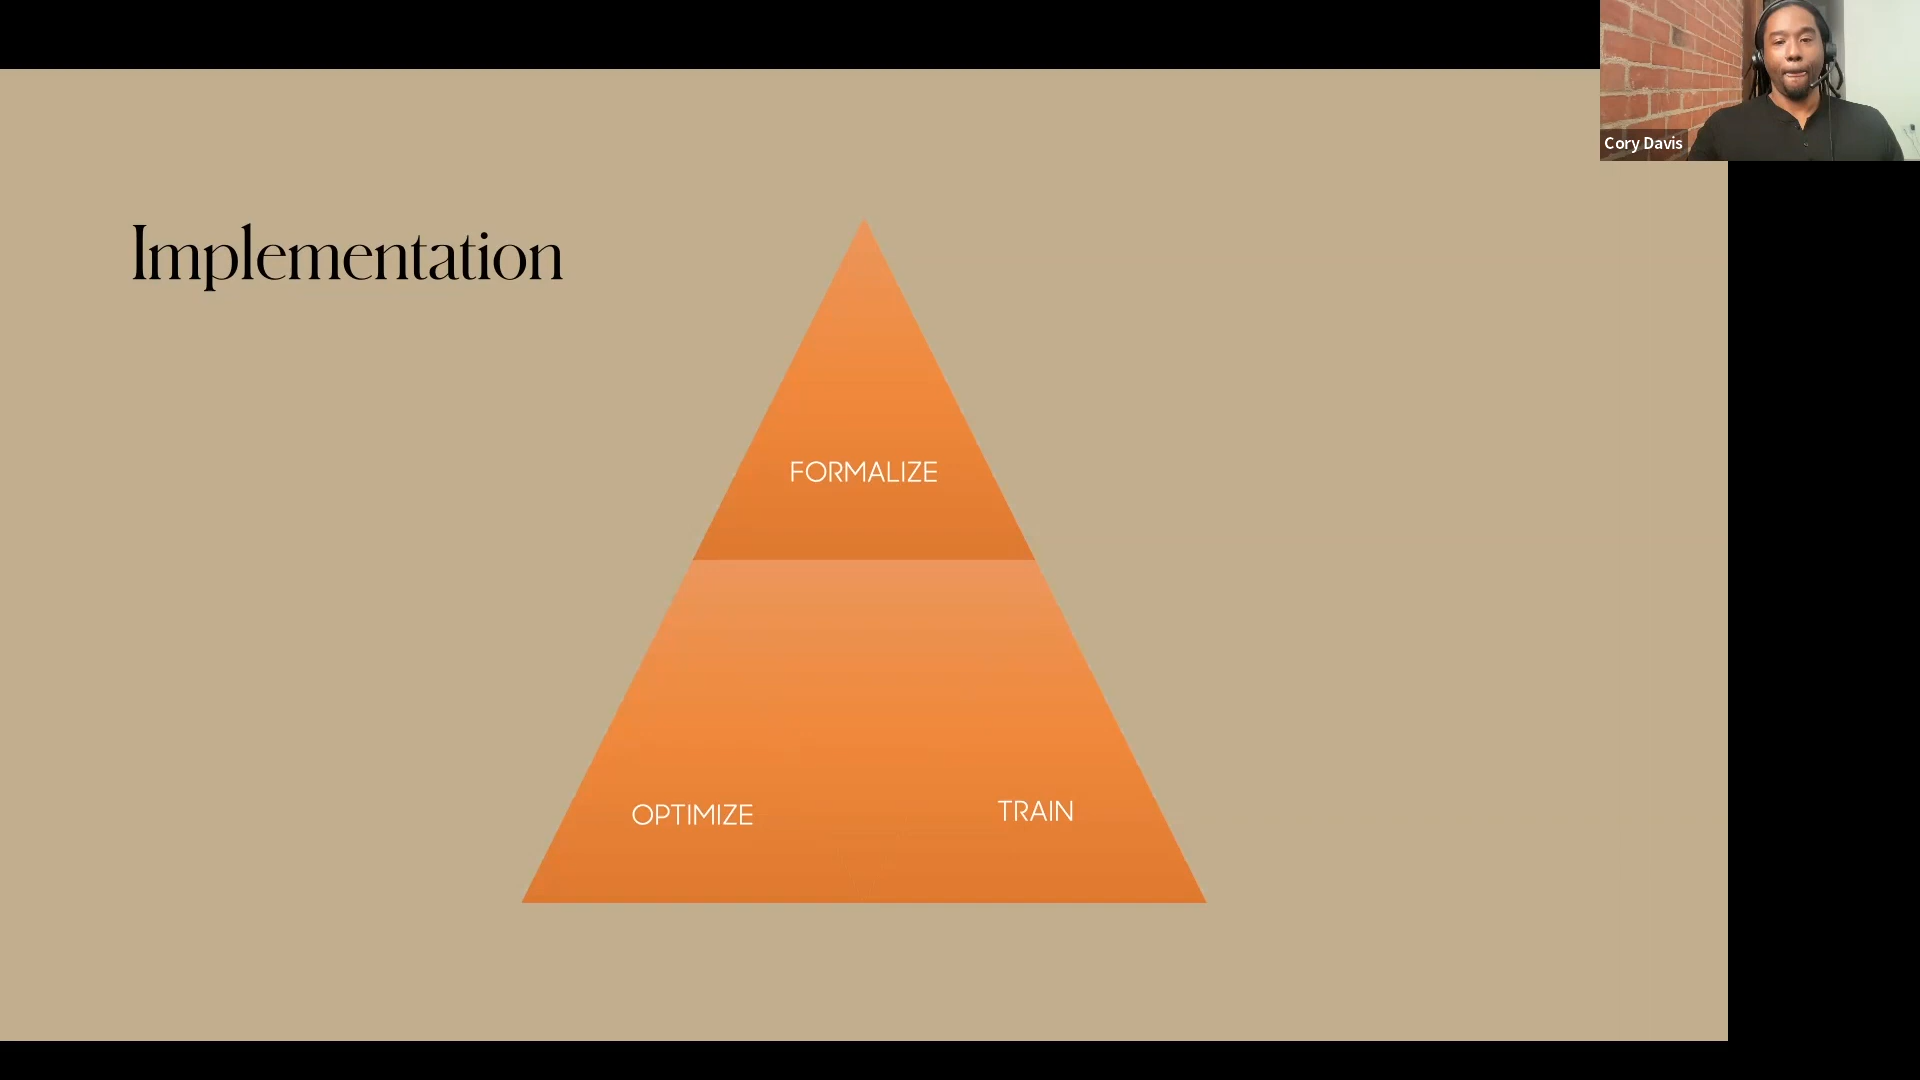 Cory Davis
Implementation
FORMALIZE
OPTIMIZE
TRAIN